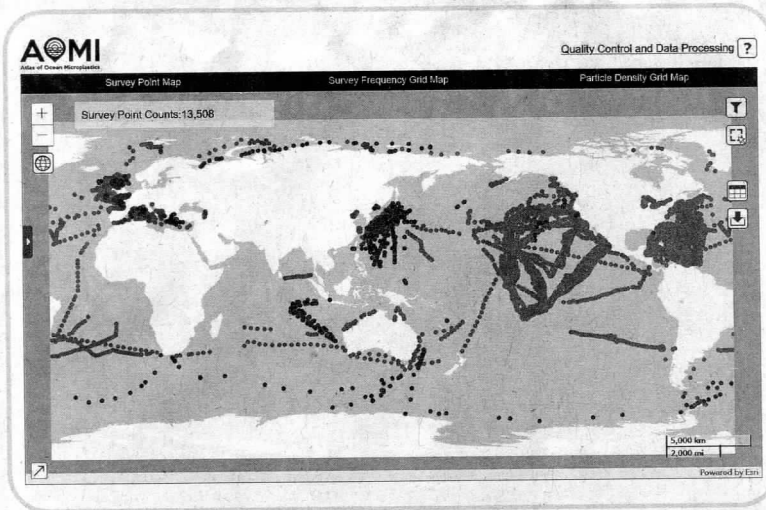 AOMI
Atlas of Ocean Microplastics
Quality Control and Data Processing ?
Survey Point Map
Survey Frequency Grid Map
Particle Density Grid Map
+
Survey Point Counts:13,508
−
5,000 km
2,000 mi
Powered by Esri